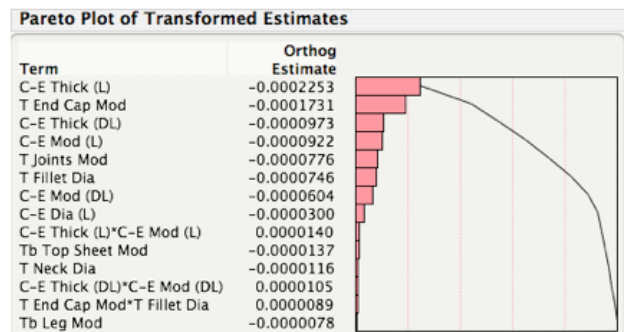 Pareto Plot of Transformed Estimates
Orthog
Term Estimate
C-E Thick (L) -0.0002253
T End Cap Mod -0.0001731
C-E Thick (DL) -0.0000973
C-E Mod (L) -0.0000922
T Joints Mod -0.0000776
T Fillet Dia -0.0000746
C-E Mod (DL) -0.0000604
C-E Dia (L) -0.0000300
C-E Thick (L)*C-E Mod (L) 0.0000140
Tb Top Sheet Mod -0.0000137
T Neck Dia -0.0000116
C-E Thick (DL)*C-E Mod (DL) 0.0000105
T End Cap Mod*T Fillet Dia 0.0000089
Tb Leg Mod -0.0000078